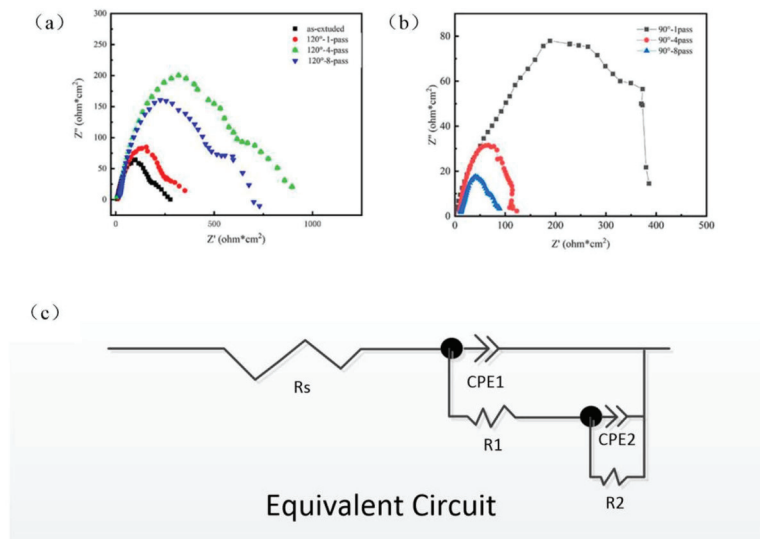 (a)
300
250
200
150
100
50
0
Z" (ohm*cm²)
0
500
1000
Z' (ohm*cm²)
as-extuded
120°-1-pass
120°-4-pass
120°-8-pass
(b)
80
60
40
20
0
Z" (ohm*cm²)
0
100
200
300
400
500
Z' (ohm*cm²)
90°-1pass
90°-4pass
90°-8pass
(c)
Rs
CPE1
R1
CPE2
R2
Equivalent Circuit